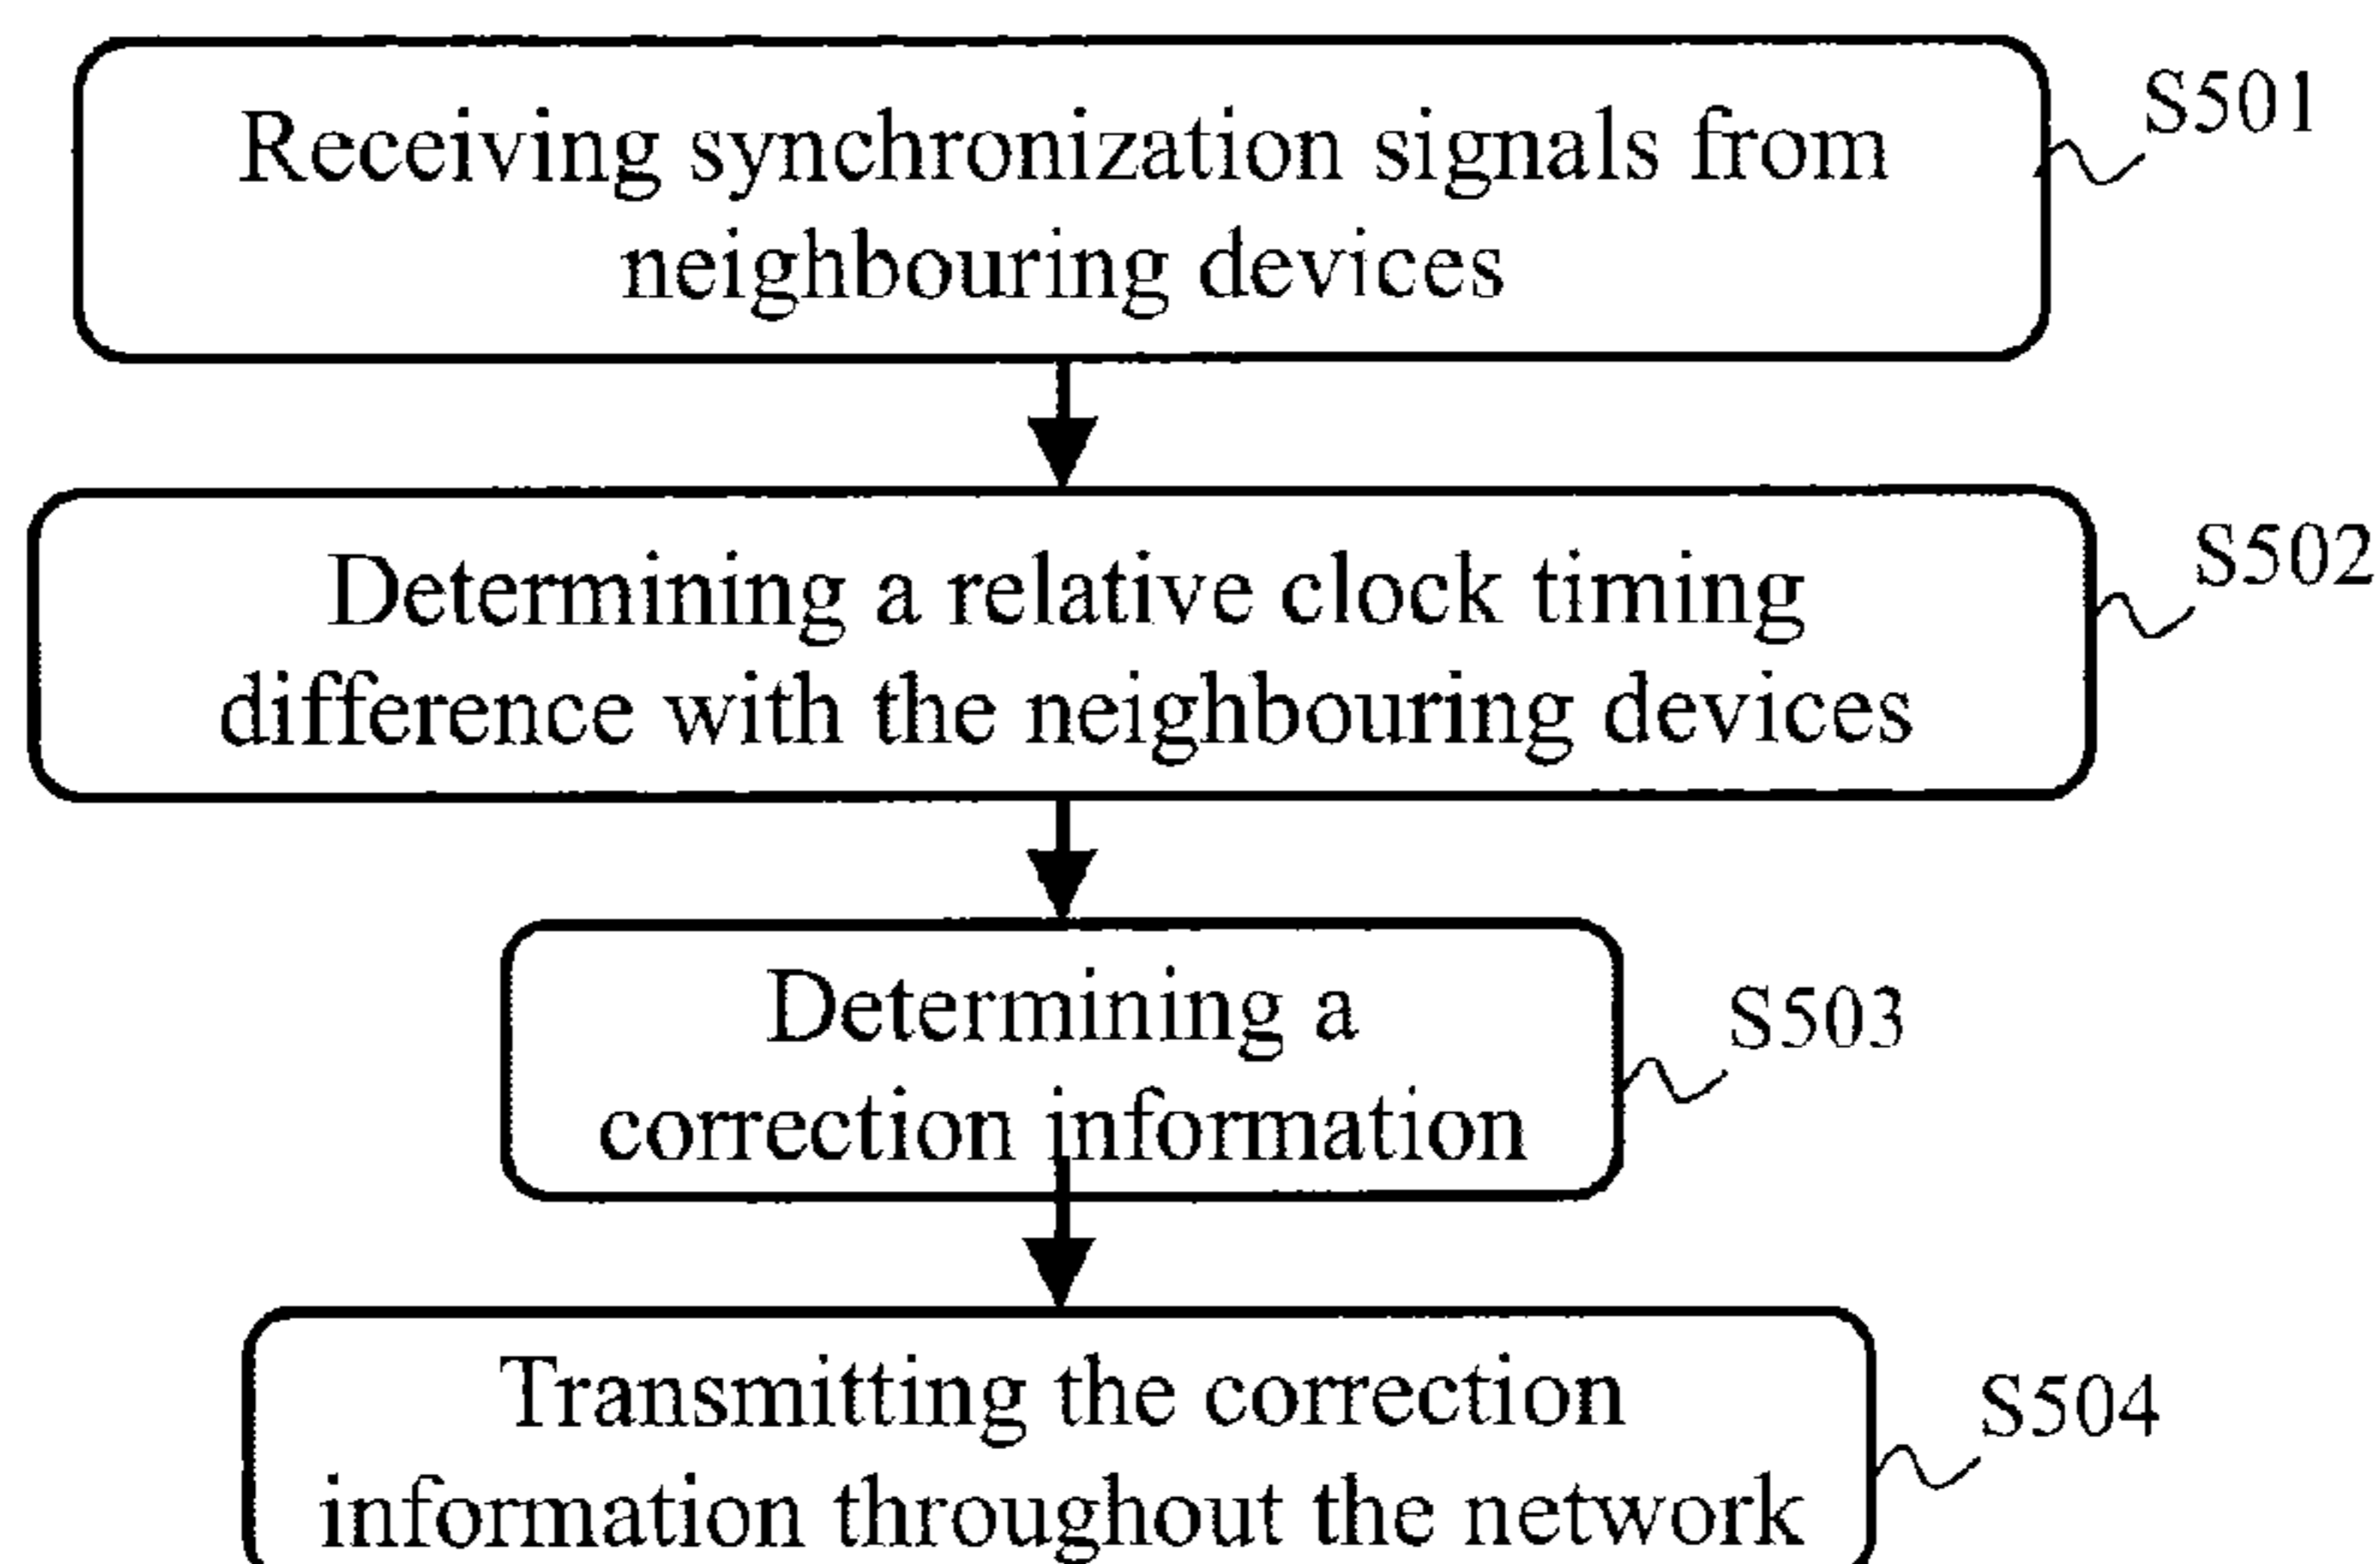 Receiving synchronization signals from
neighbouring devices
S501
Determining a relative clock timing
difference with the neighbouring devices
S502
Determining a
correction information
S503
Transmitting the correction
information throughout the network
S504